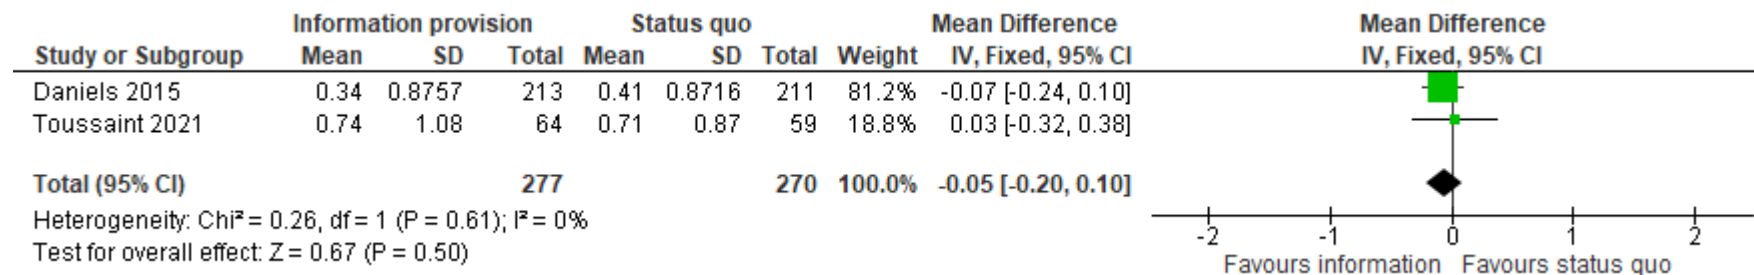 Information provision Status quo Mean Difference Mean Difference
Study or Subgroup Mean SD Total Mean SD Total Weight IV, Fixed, 95% CI IV, Fixed, 95% CI
Daniels 2015 0.34 0.8757 213 0.41 0.8716 211 81.2% -0.07 [-0.24, 0.10]
Toussaint 2021 0.74 1.08 64 0.71 0.87 59 18.8% 0.03 [-0.32, 0.38]
Total (95% CI) 277 270 100.0% -0.05 [-0.20, 0.10]
Heterogeneity: Chi² = 0.26, df = 1 (P = 0.61); I² = 0%
Test for overall effect: Z = 0.67 (P = 0.50)
-2 -1 0 1 2
Favours information Favours status quo